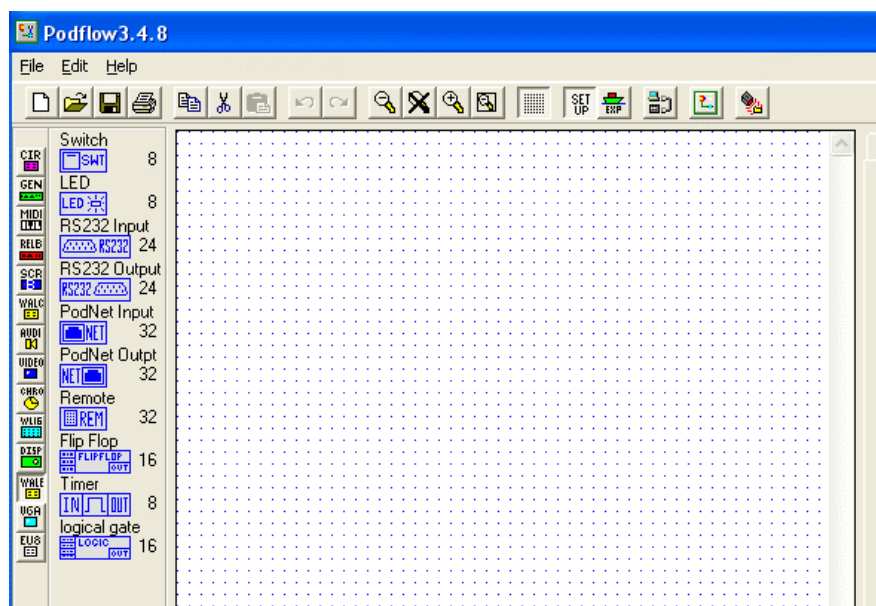 Podflow3.4.8
File Edit Help
SET UP EXP
CIR
GEN
MIDI
RELB
SCR
WALC
AUDI
VIDEO
CHRO
WLIB
DISP
WALE
VGA
EU8
Switch
SWT 8
LED
LED 8
RS232 Input
RS232 24
RS232 Output
RS232 24
PodNet Input
NET 32
PodNet Outpt
NET 32
Remote
REM 32
Flip Flop
FLIPFLOP OUT 16
Timer
IN OUT 8
logical gate
LOGIC OUT 16